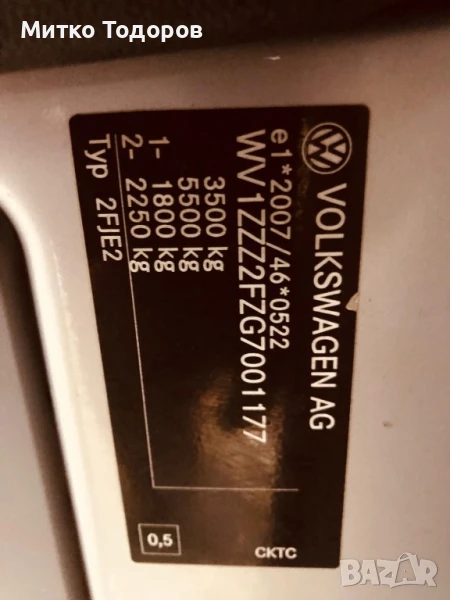 Митко Тодоров
VOLKSWAGEN AG
e1*2007/46*0522
WV1ZZZ2FZG7001177
3500 kg
5500 kg
1- 1800 kg
2- 2250 kg
Typ 2FJE2
0,5
CKTC
BAZAR